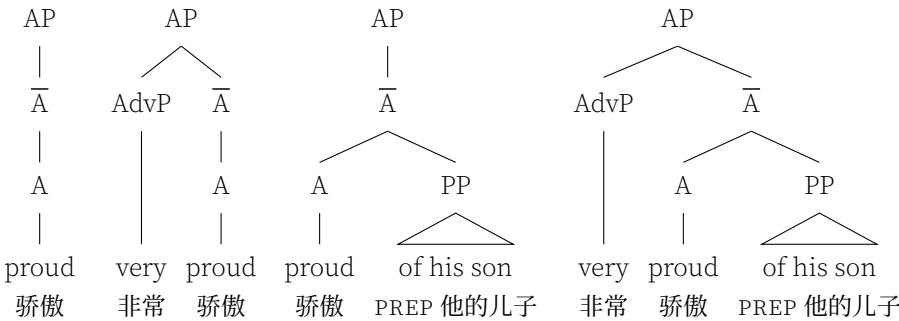 AP AP AP AP
A̅ AdvP A̅ A̅ AdvP A̅
A A A PP A PP
proud very proud proud of his son very proud of his son
骄傲 非常 骄傲 骄傲 PREP 他的儿子 非常 骄傲 PREP 他的儿子